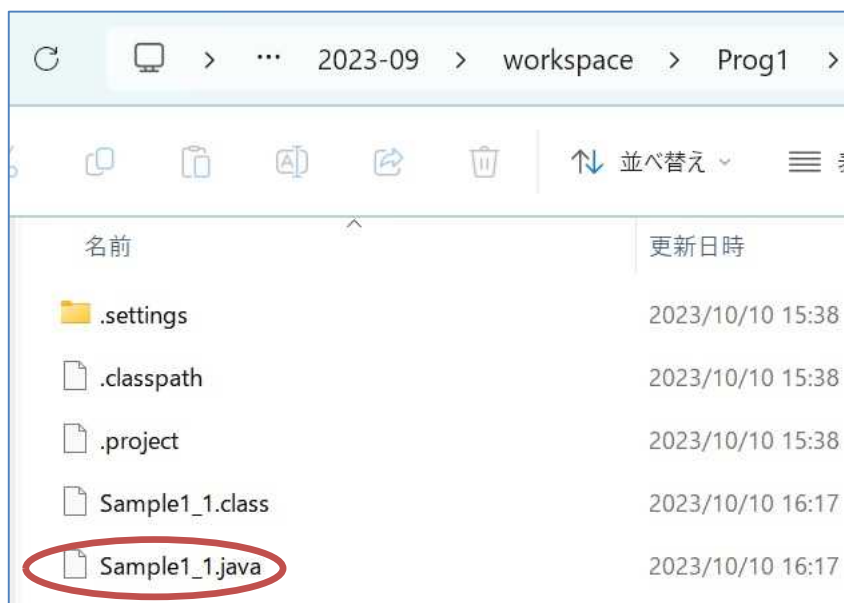 … 2023-09 > workspace > Prog1 >
並べ替え
名前 更新日時
.settings 2023/10/10 15:38
.classpath 2023/10/10 15:38
.project 2023/10/10 15:38
Sample1_1.class 2023/10/10 16:17
Sample1_1.java 2023/10/10 16:17